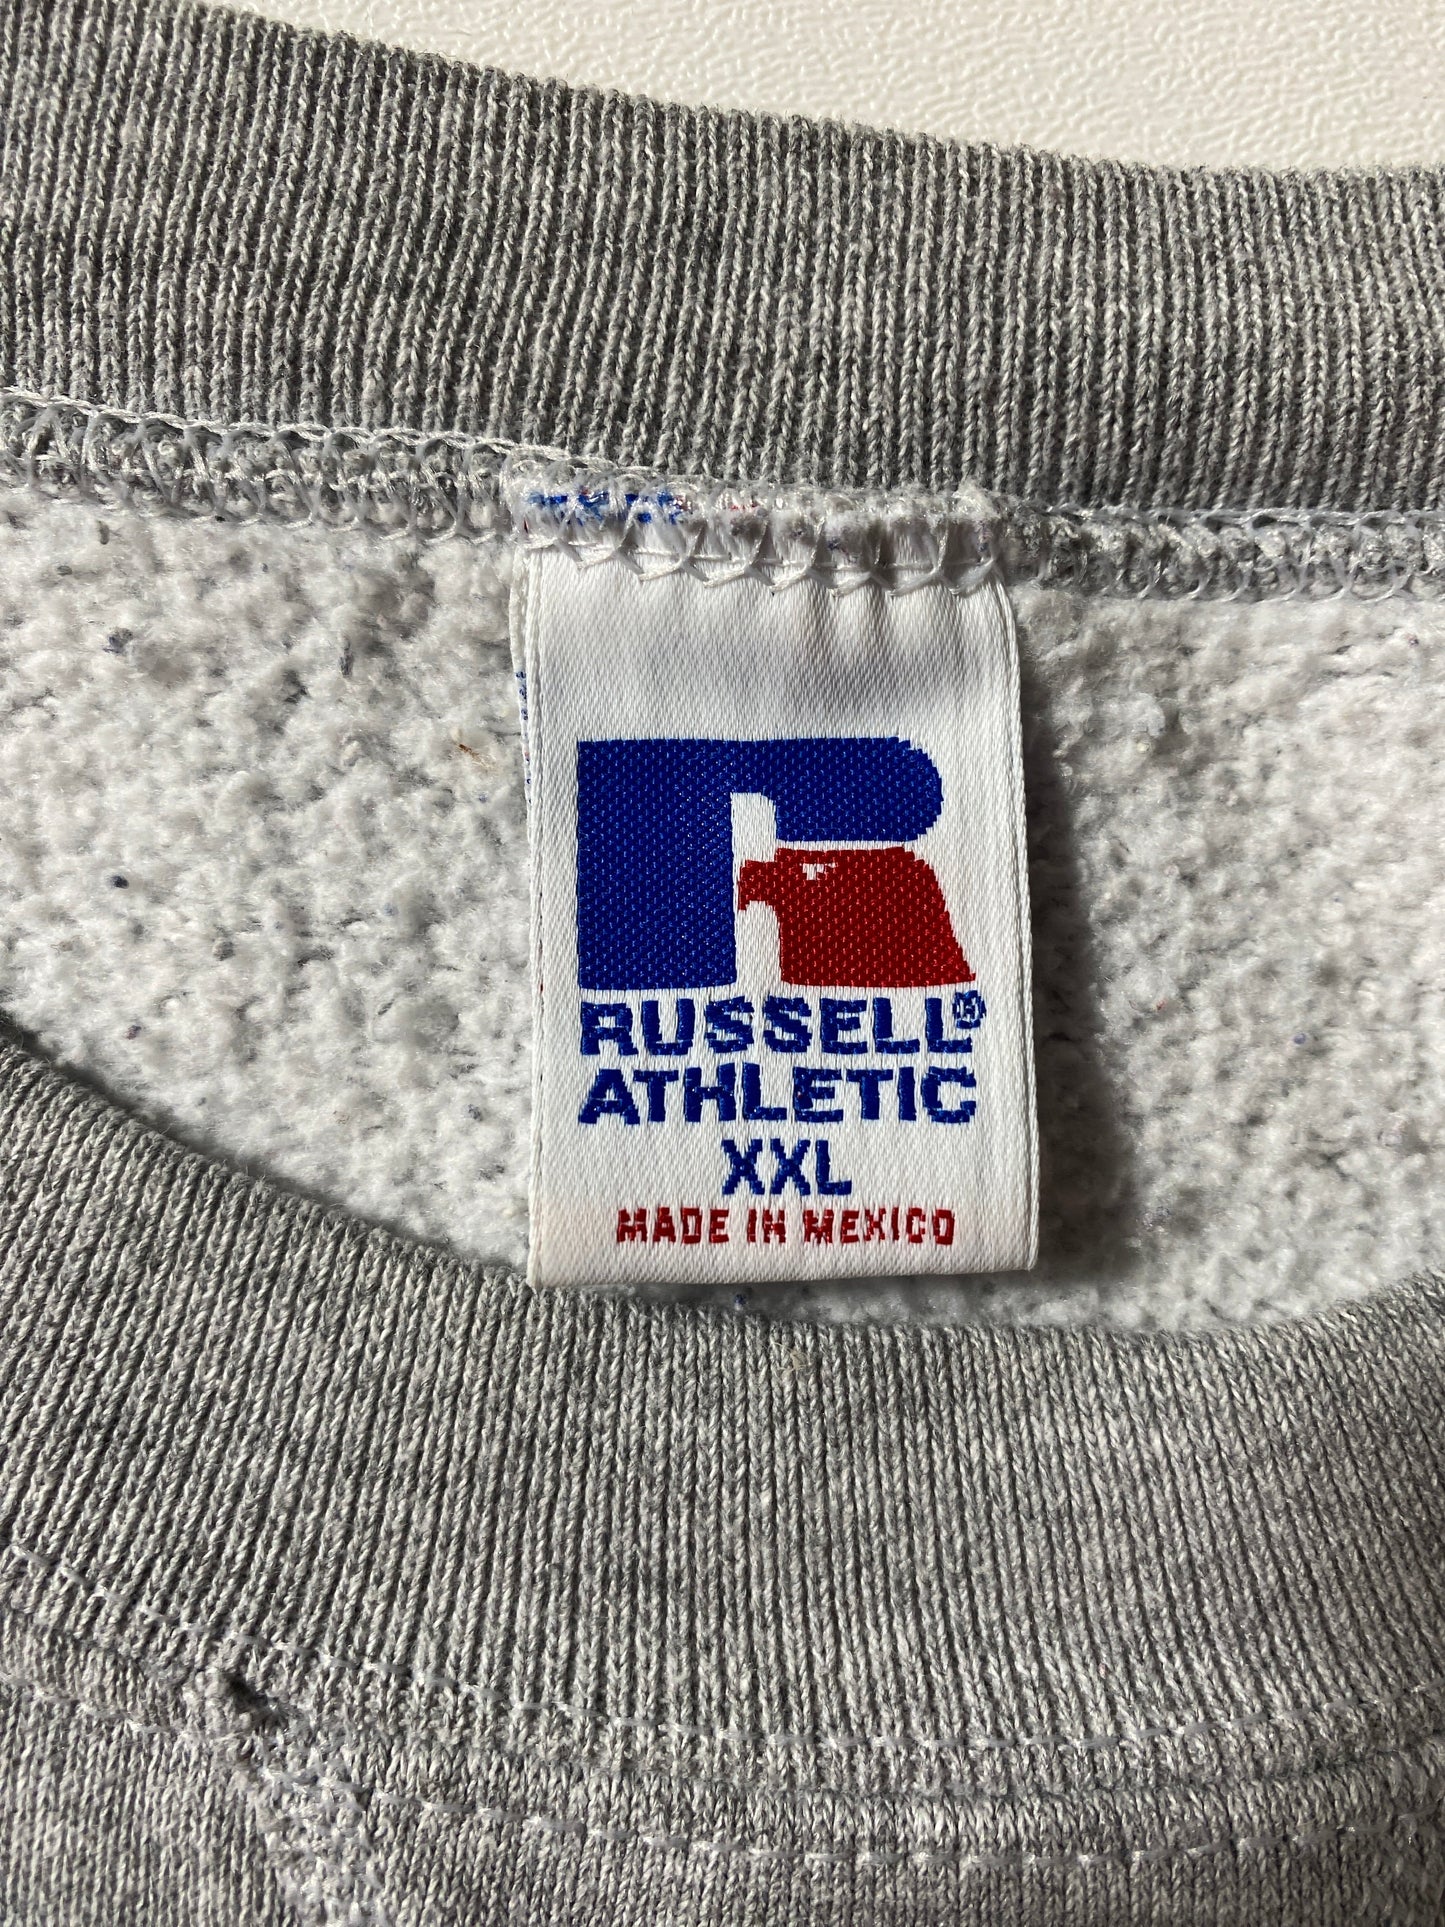 RUSSELL®
ATHLETIC
XXL
MADE IN MEXICO